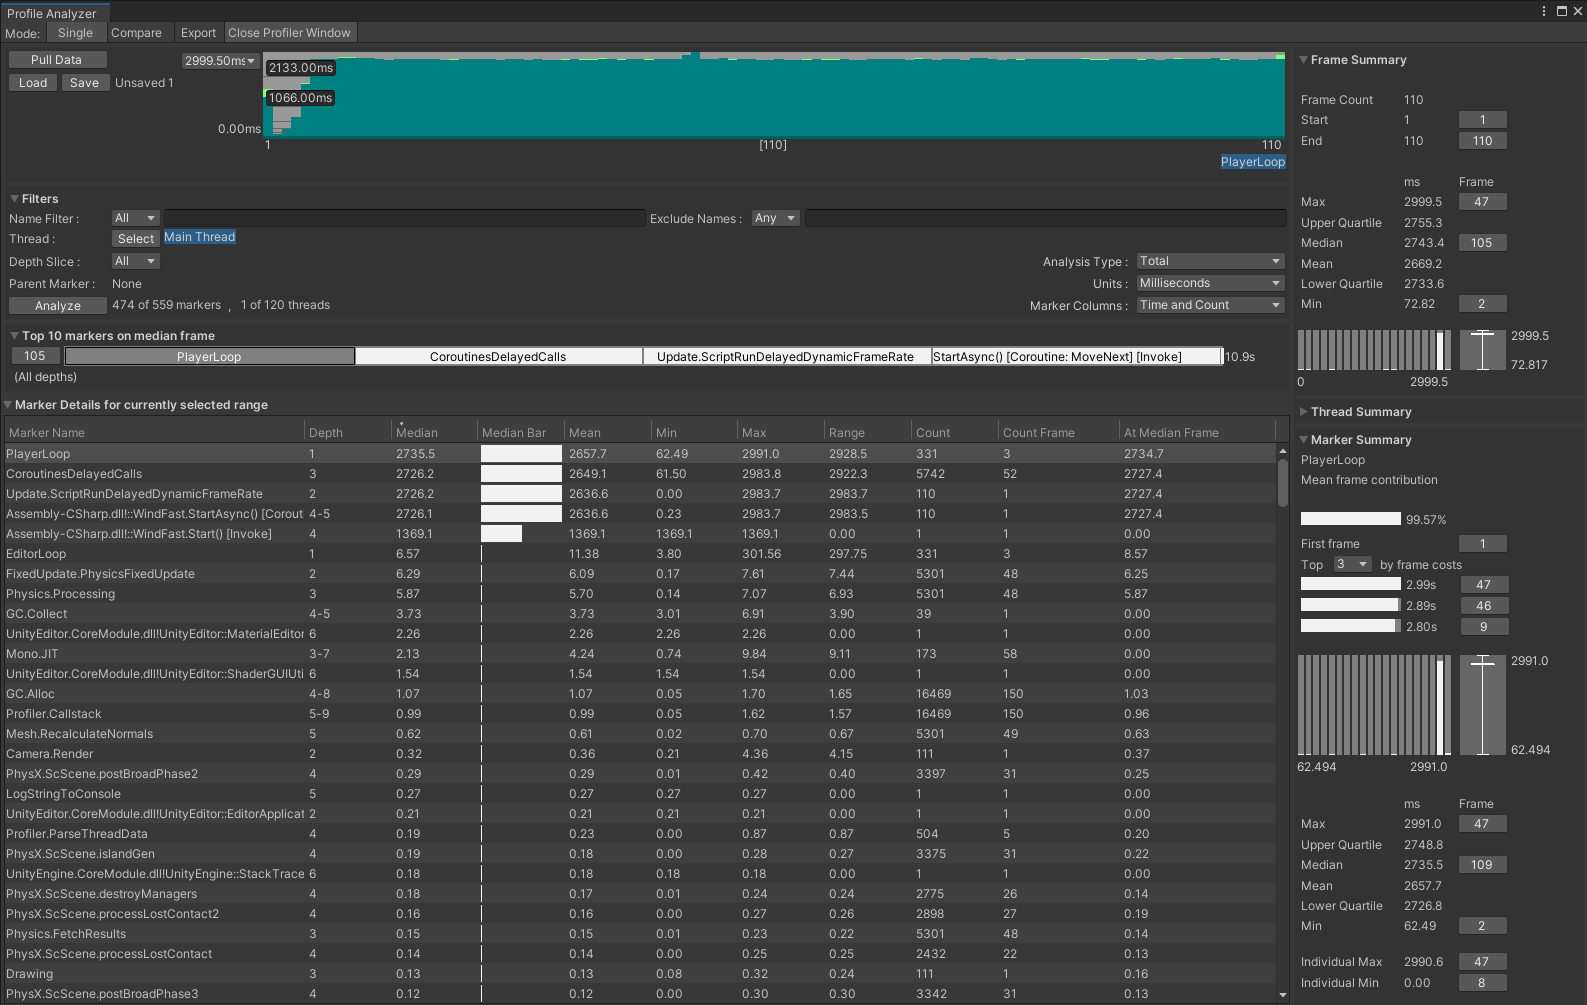 Profile Analyzer
Mode: Single Compare Export Close Profiler Window
Pull Data 2999.50ms
Load Save Unsaved 1
2133.00ms
1066.00ms
0.00ms
1 [110] 110
PlayerLoop
Filters
Name Filter : All Exclude Names : Any
Thread : Select Main Thread
Depth Slice : All Analysis Type : Total
Parent Marker : None Units : Milliseconds
Analyze 474 of 559 markers , 1 of 120 threads Marker Columns : Time and Count
Top 10 markers on median frame
105 PlayerLoop CoroutinesDelayedCalls Update.ScriptRunDelayedDynamicFrameRate StartAsync() [Coroutine: MoveNext] [Invoke] 10.9s
(All depths)
Marker Details for currently selected range
Marker Name Depth Median Median Bar Mean Min Max Range Count Count Frame At Median Frame
PlayerLoop 1 2735.5 2657.7 62.49 2991.0 2928.5 331 3 2734.7
CoroutinesDelayedCalls 3 2726.2 2649.1 61.50 2983.8 2922.3 5742 52 2727.4
Update.ScriptRunDelayedDynamicFrameRate 2 2726.2 2636.6 0.00 2983.7 2983.7 110 1 2727.4
Assembly-CSharp.dll!::WindFast.StartAsync() [Corout 4-5 2726.1 2636.6 0.23 2983.7 2983.5 110 1 2727.4
Assembly-CSharp.dll!::WindFast.Start() [Invoke] 4 1369.1 1369.1 1369.1 1369.1 0.00 1 1 0.00
EditorLoop 1 6.57 11.38 3.80 301.56 297.75 331 3 8.57
FixedUpdate.PhysicsFixedUpdate 2 6.29 6.09 0.17 7.61 7.44 5301 48 6.25
Physics.Processing 3 5.87 5.70 0.14 7.07 6.93 5301 48 5.87
GC.Collect 4-5 3.73 3.73 3.01 6.91 3.90 39 1 0.00
UnityEditor.CoreModule.dll!UnityEditor::MaterialEditor 6 2.26 2.26 2.26 2.26 0.00 1 1 0.00
Mono.JIT 3-7 2.13 4.24 0.74 9.84 9.11 173 58 0.00
UnityEditor.CoreModule.dll!UnityEditor::ShaderGUIUti 6 1.54 1.54 1.54 1.54 0.00 1 1 0.00
GC.Alloc 4-8 1.07 1.07 0.05 1.70 1.65 16469 150 1.03
Profiler.Callstack 5-9 0.99 0.99 0.05 1.62 1.57 16469 150 0.96
Mesh.RecalculateNormals 5 0.62 0.61 0.02 0.70 0.67 5301 49 0.63
Camera.Render 2 0.32 0.36 0.21 4.36 4.15 111 1 0.37
PhysX.ScScene.postBroadPhase2 4 0.29 0.29 0.01 0.42 0.40 3397 31 0.25
LogStringToConsole 5 0.27 0.27 0.27 0.27 0.00 1 1 0.00
UnityEditor.CoreModule.dll!UnityEditor::EditorApplicat 2 0.21 0.21 0.21 0.21 0.00 1 1 0.00
Profiler.ParseThreadData 4 0.19 0.23 0.00 0.87 0.87 504 5 0.20
PhysX.ScScene.islandGen 4 0.19 0.18 0.00 0.28 0.27 3375 31 0.22
UnityEngine.CoreModule.dll!UnityEngine::StackTrace 6 0.18 0.18 0.18 0.18 0.00 1 1 0.00
PhysX.ScScene.destroyManagers 4 0.18 0.17 0.01 0.24 0.24 2775 26 0.14
PhysX.ScScene.processLostContact2 4 0.16 0.16 0.00 0.27 0.26 2898 27 0.19
Physics.FetchResults 3 0.15 0.15 0.01 0.23 0.22 5301 48 0.14
PhysX.ScScene.processLostContact 4 0.14 0.14 0.00 0.25 0.25 2432 22 0.13
Drawing 3 0.13 0.13 0.08 0.32 0.24 111 1 0.16
PhysX.ScScene.postBroadPhase3 4 0.12 0.12 0.00 0.30 0.30 3342 31 0.13
Frame Summary
Frame Count 110
Start 1 1
End 110 110
ms Frame
Max 2999.5 47
Upper Quartile 2755.3
Median 2743.4 105
Mean 2669.2
Lower Quartile 2733.6
Min 72.82 2
2999.5
72.817
0 2999.5
Thread Summary
Marker Summary
PlayerLoop
Mean frame contribution
99.57%
First frame 1
Top 3 by frame costs
2.99s 47
2.89s 46
2.80s 9
2991.0
62.494
62.494 2991.0
ms Frame
Max 2991.0 47
Upper Quartile 2748.8
Median 2735.5 109
Mean 2657.7
Lower Quartile 2726.8
Min 62.49 2
Individual Max 2990.6 47
Individual Min 0.00 8